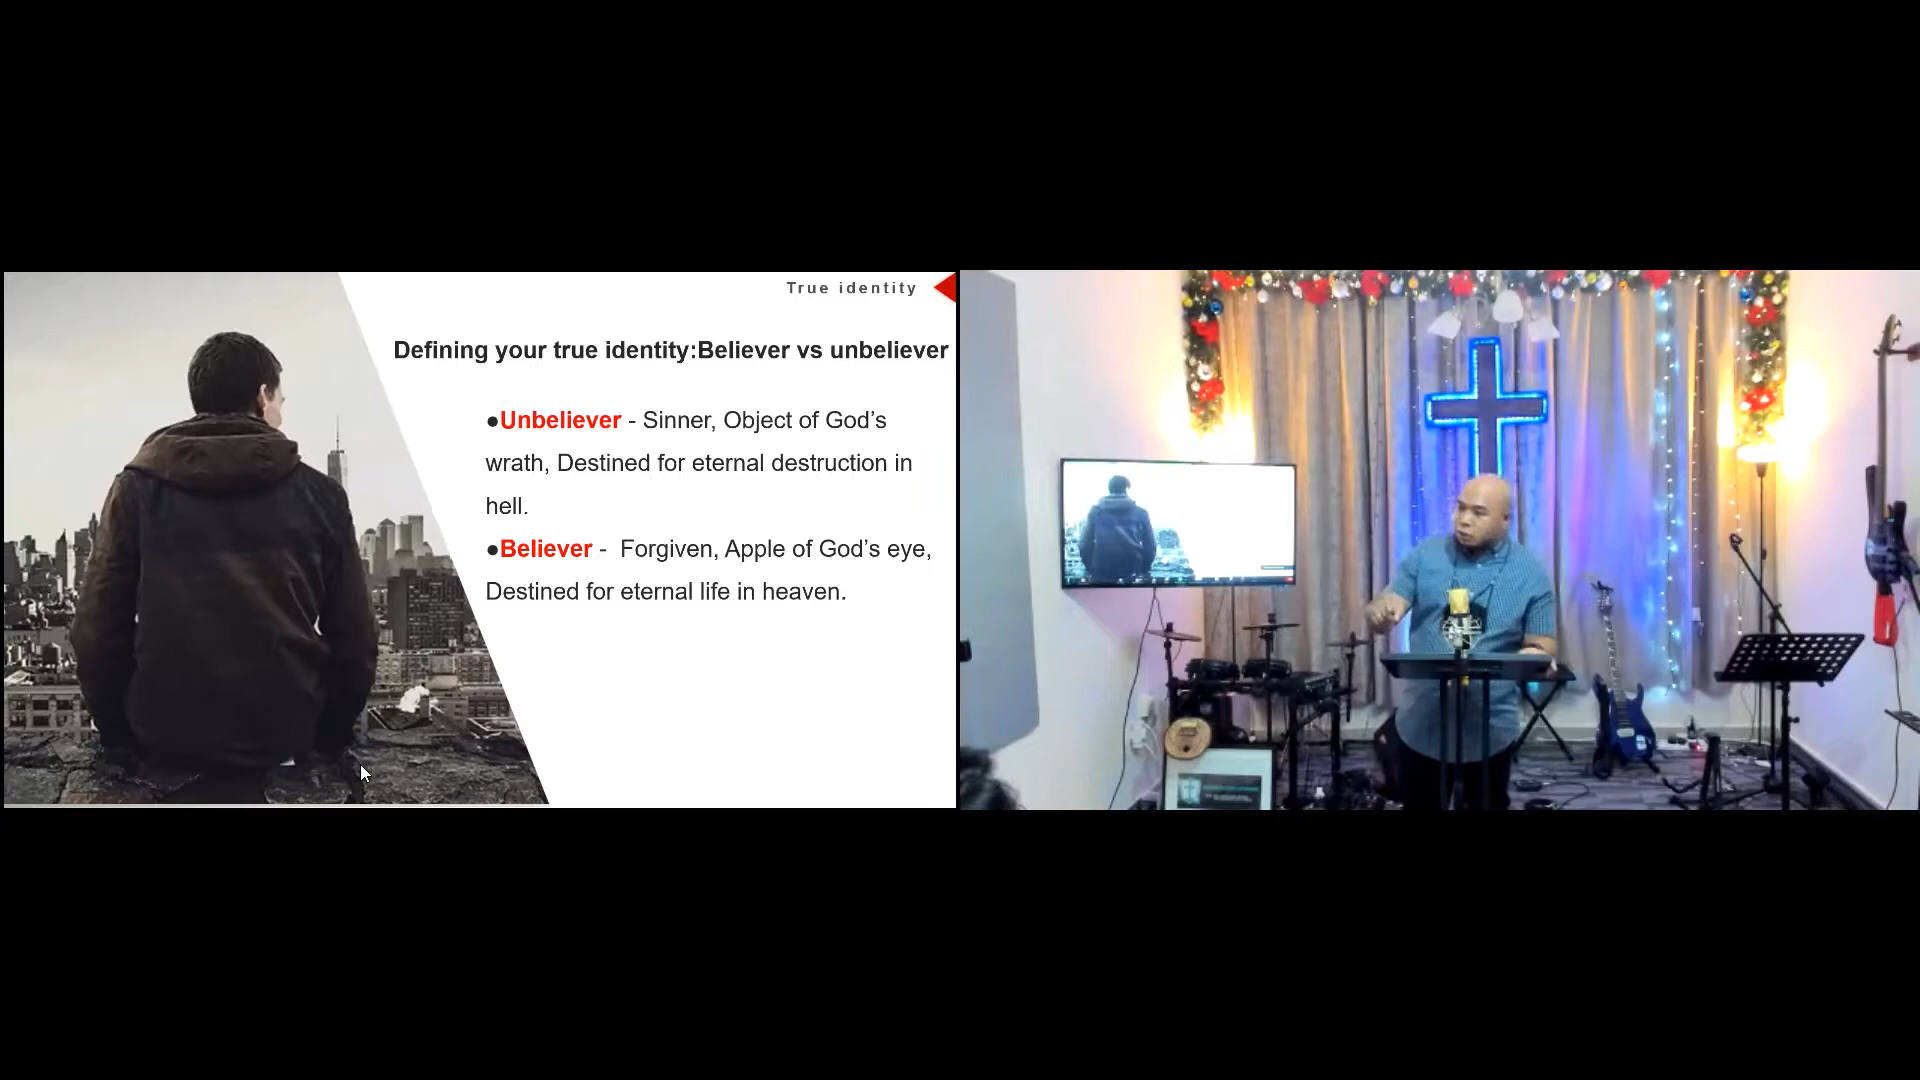 True identity
Defining your true identity:Believer vs unbeliever
●Unbeliever - Sinner, Object of God’s
wrath, Destined for eternal destruction in
hell.
●Believer -  Forgiven, Apple of God’s eye,
Destined for eternal life in heaven.